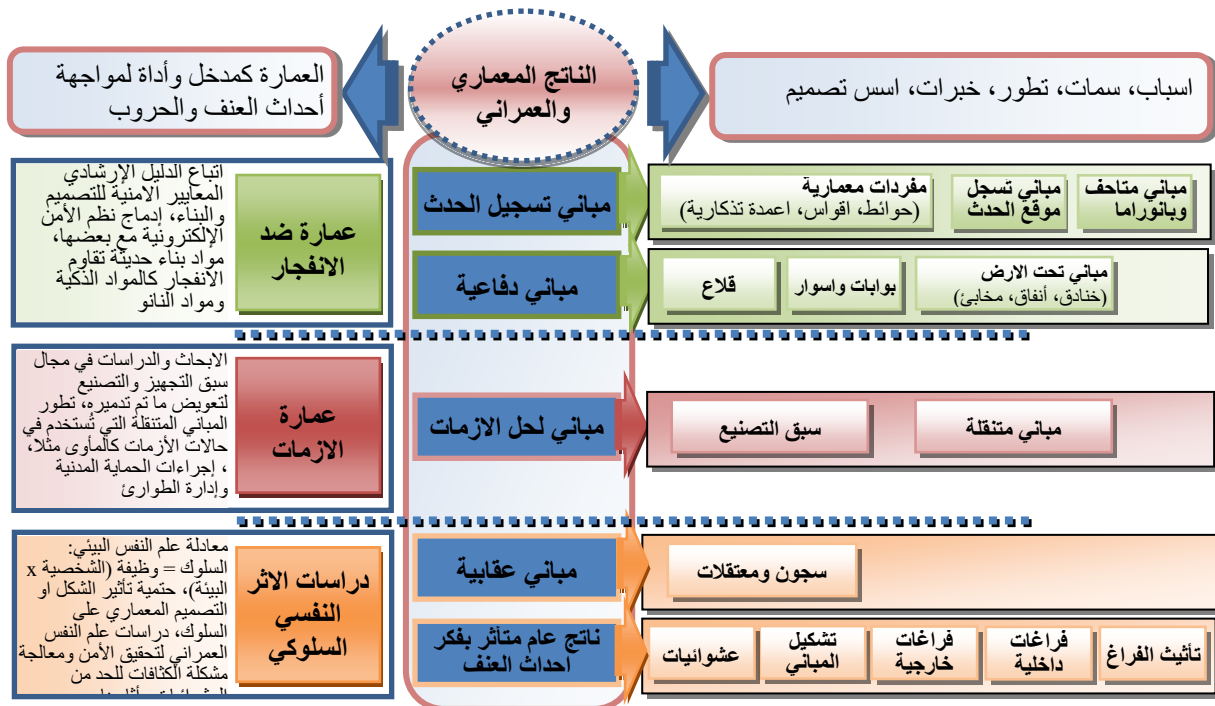 اسباب، سمات، تطور، خبرات، اسس تصميم
الناتج المعماري
والعمراني
العمارة كمدخل وأداة لمواجهة
أحداث العنف والحروب
مباني متاحف
وبانوراما
مباني تسجل
موقع الحدث
مفردات معمارية
(حوائط، اقواس، اعمدة تذكارية)
مباني تسجيل الحدث
مباني تحت الارض
(خنادق، أنفاق، مخابئ)
بوابات واسوار
قلاع
مباني دفاعية
عمارة ضد
الانفجار
اتباع الدليل الإرشادي
المعايير الامنية للتصميم
والبناء، إدماج نظم الأمن
الإلكترونية مع بعضها،
مواد بناء حديثة تقاوم
الانفجار كالمواد الذكية
ومواد النانو
مباني متنقلة
سبق التصنيع
مباني لحل الازمات
عمارة
الازمات
الابحاث والدراسات في مجال
سبق التجهيز والتصنيع
لتعويض ما تم تدميره، تطور
المباني المتنقلة التي تُستخدم في
حالات الأزمات كالمأوى مثلا،
، إجراءات الحماية المدنية
وإدارة الطوارئ
سجون ومعتقلات
مباني عقابية
تأثيث الفراغ
فراغات
داخلية
فراغات
خارجية
تشكيل
المباني
عشوائيات
ناتج عام متأثر بفكر
احداث العنف
دراسات الاثر
النفسي
السلوكي
معادلة علم النفس البيئي:
السلوك = وظيفة (الشخصية x
البيئة)، حتمية تأثير الشكل او
التصميم المعماري على
السلوك، دراسات علم النفس
العمراني لتحقيق الأمن ومعالجة
مشكلة الكثافات للحد من